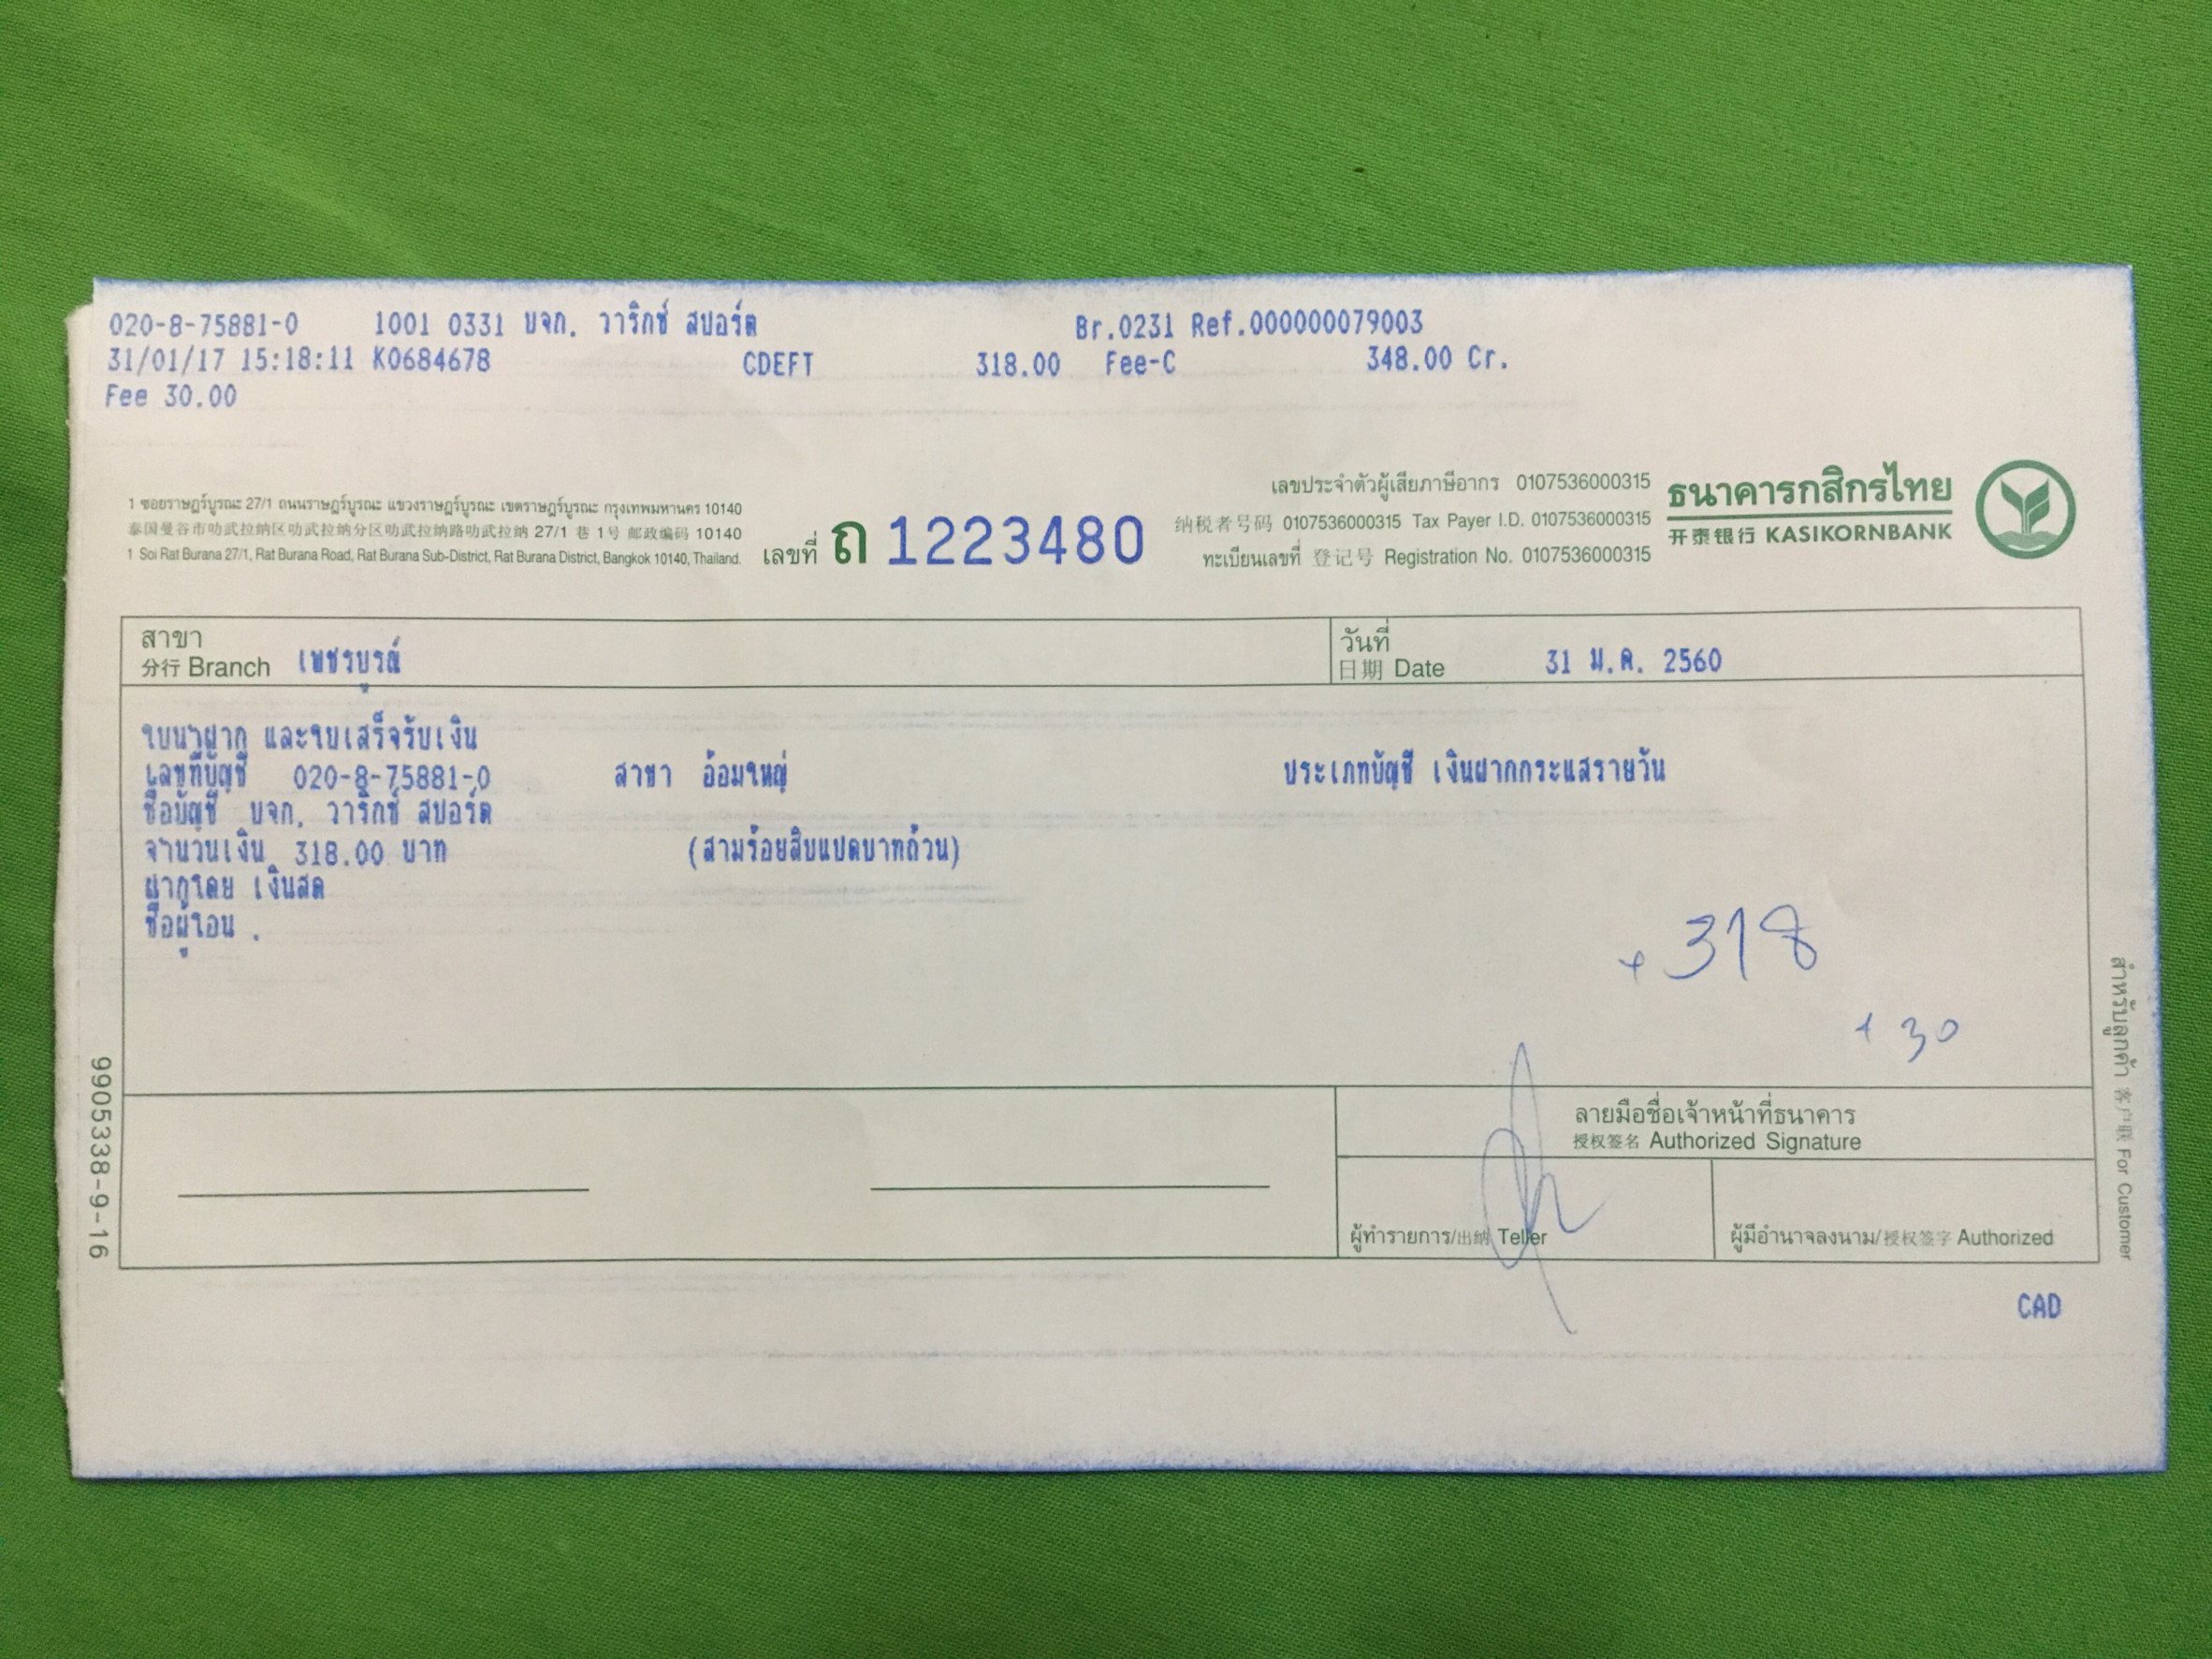 020-8-75881-0 1001 0331 บจก. วาริกซ์ สปอร์ต Br.0231 Ref.000000079003
31/01/17 15:18:11 K0684678 CDEFT 318.00 Fee-C 348.00 Cr.
Fee 30.00
1 ซอยราษฎร์บูรณะ 27/1 ถนนราษฎร์บูรณะ แขวงราษฎร์บูรณะ เขตราษฎร์บูรณะ กรุงเทพมหานคร 10140
泰国曼谷市叻武拉纳区叻武拉纳分区叻武拉纳路叻武拉纳 27/1 巷 1号 邮政编码 10140
1 Soi Rat Burana 27/1, Rat Burana Road, Rat Burana Sub-District, Rat Burana District, Bangkok 10140, Thailand.
เลขที่ ถ 1223480
เลขประจำตัวผู้เสียภาษีอากร 0107536000315
纳税者号码 0107536000315 Tax Payer I.D. 0107536000315
ทะเบียนเลขที่ 登记号 Registration No. 0107536000315
ธนาคารกสิกรไทย
开泰银行 KASIKORNBANK
สาขา
分行 Branch เพชรบูรณ์
วันที่
日期 Date 31 ม.ค. 2560
ใบนำฝาก และใบเสร็จรับเงิน
เลขที่บัญชี 020-8-75881-0 สาขา อ้อมใหญ่ ประเภทบัญชี เงินฝากกระแสรายวัน
ชื่อบัญชี บจก. วาริกซ์ สปอร์ต
จำนวนเงิน 318.00 บาท (สามร้อยสิบแปดบาทถ้วน)
ฝากโดย เงินสด
ชื่อผู้โอน .
+ 318
+ 30
ลายมือชื่อเจ้าหน้าที่ธนาคาร
授权签名 Authorized Signature
ผู้ทำรายการ/出纳 Teller
ผู้มีอำนาจลงนาม/授权签字 Authorized
CAD
9905338-9-16
สำหรับลูกค้า 客户联 For Customer